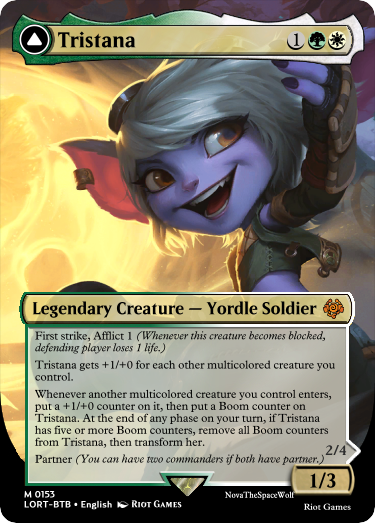 Tristana 1
Legendary Creature — Yordle Soldier
First strike, Afflict 1 (Whenever this creature becomes blocked,
defending player loses 1 life.)
Tristana gets +1/+0 for each other multicolored creature you
control.
Whenever another multicolored creature you control enters,
put a +1/+0 counter on it, then put a Boom counter on
Tristana. At the end of any phase on your turn, if Tristana
has five or more Boom counters, remove all Boom counters
from Tristana, then transform her.
Partner (You can have two commanders if both have partner.)
2/4
1/3
M 0153
LORT-BTB • English Riot Games
NovaTheSpaceWolf
Riot Games